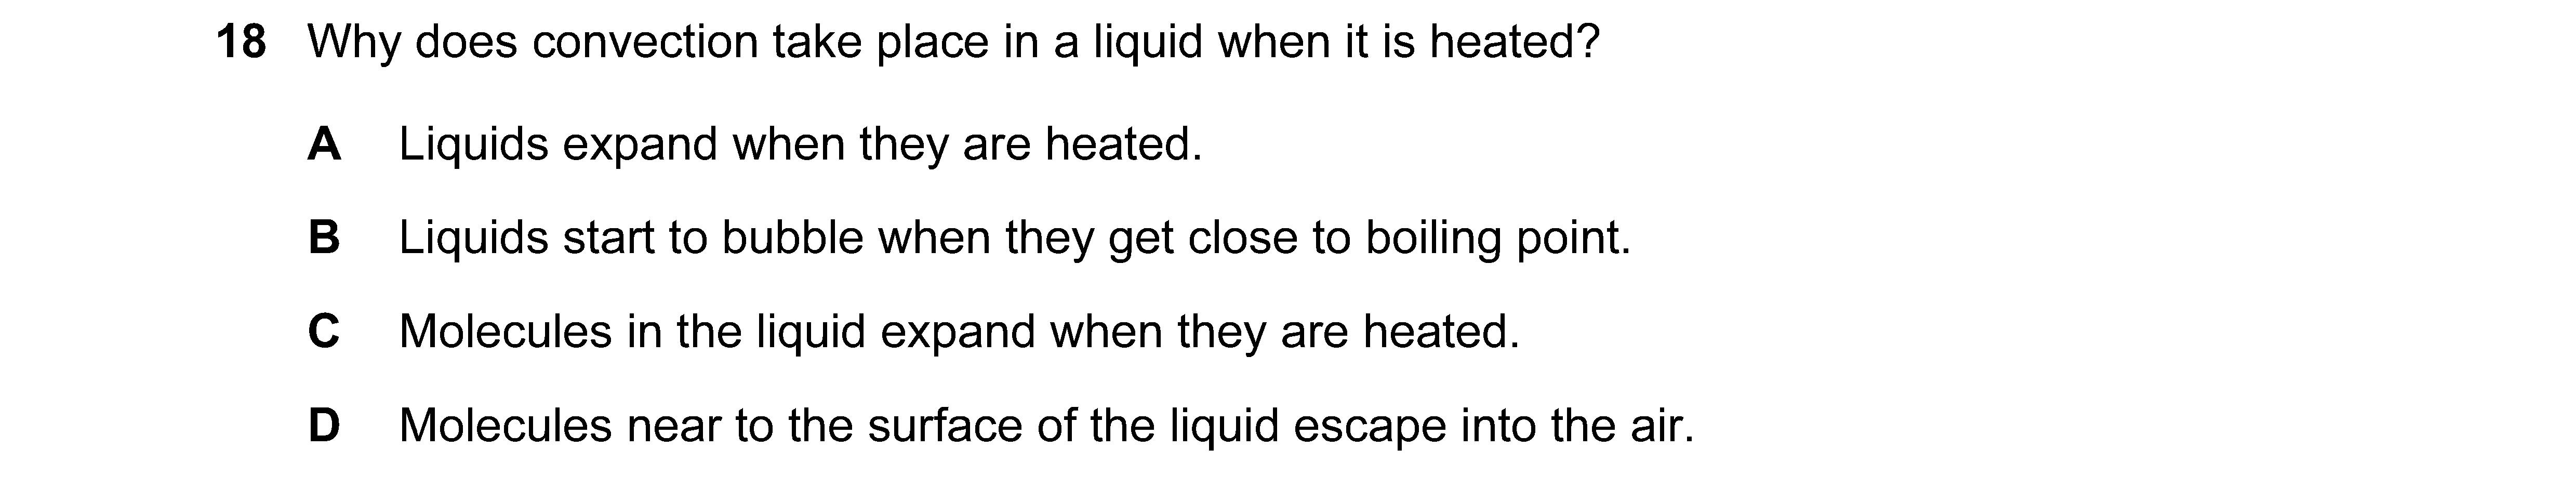 18 Why does convection take place in a liquid when it is heated?
A Liquids expand when they are heated.
B Liquids start to bubble when they get close to boiling point.
C Molecules in the liquid expand when they are heated.
D Molecules near to the surface of the liquid escape into the air.